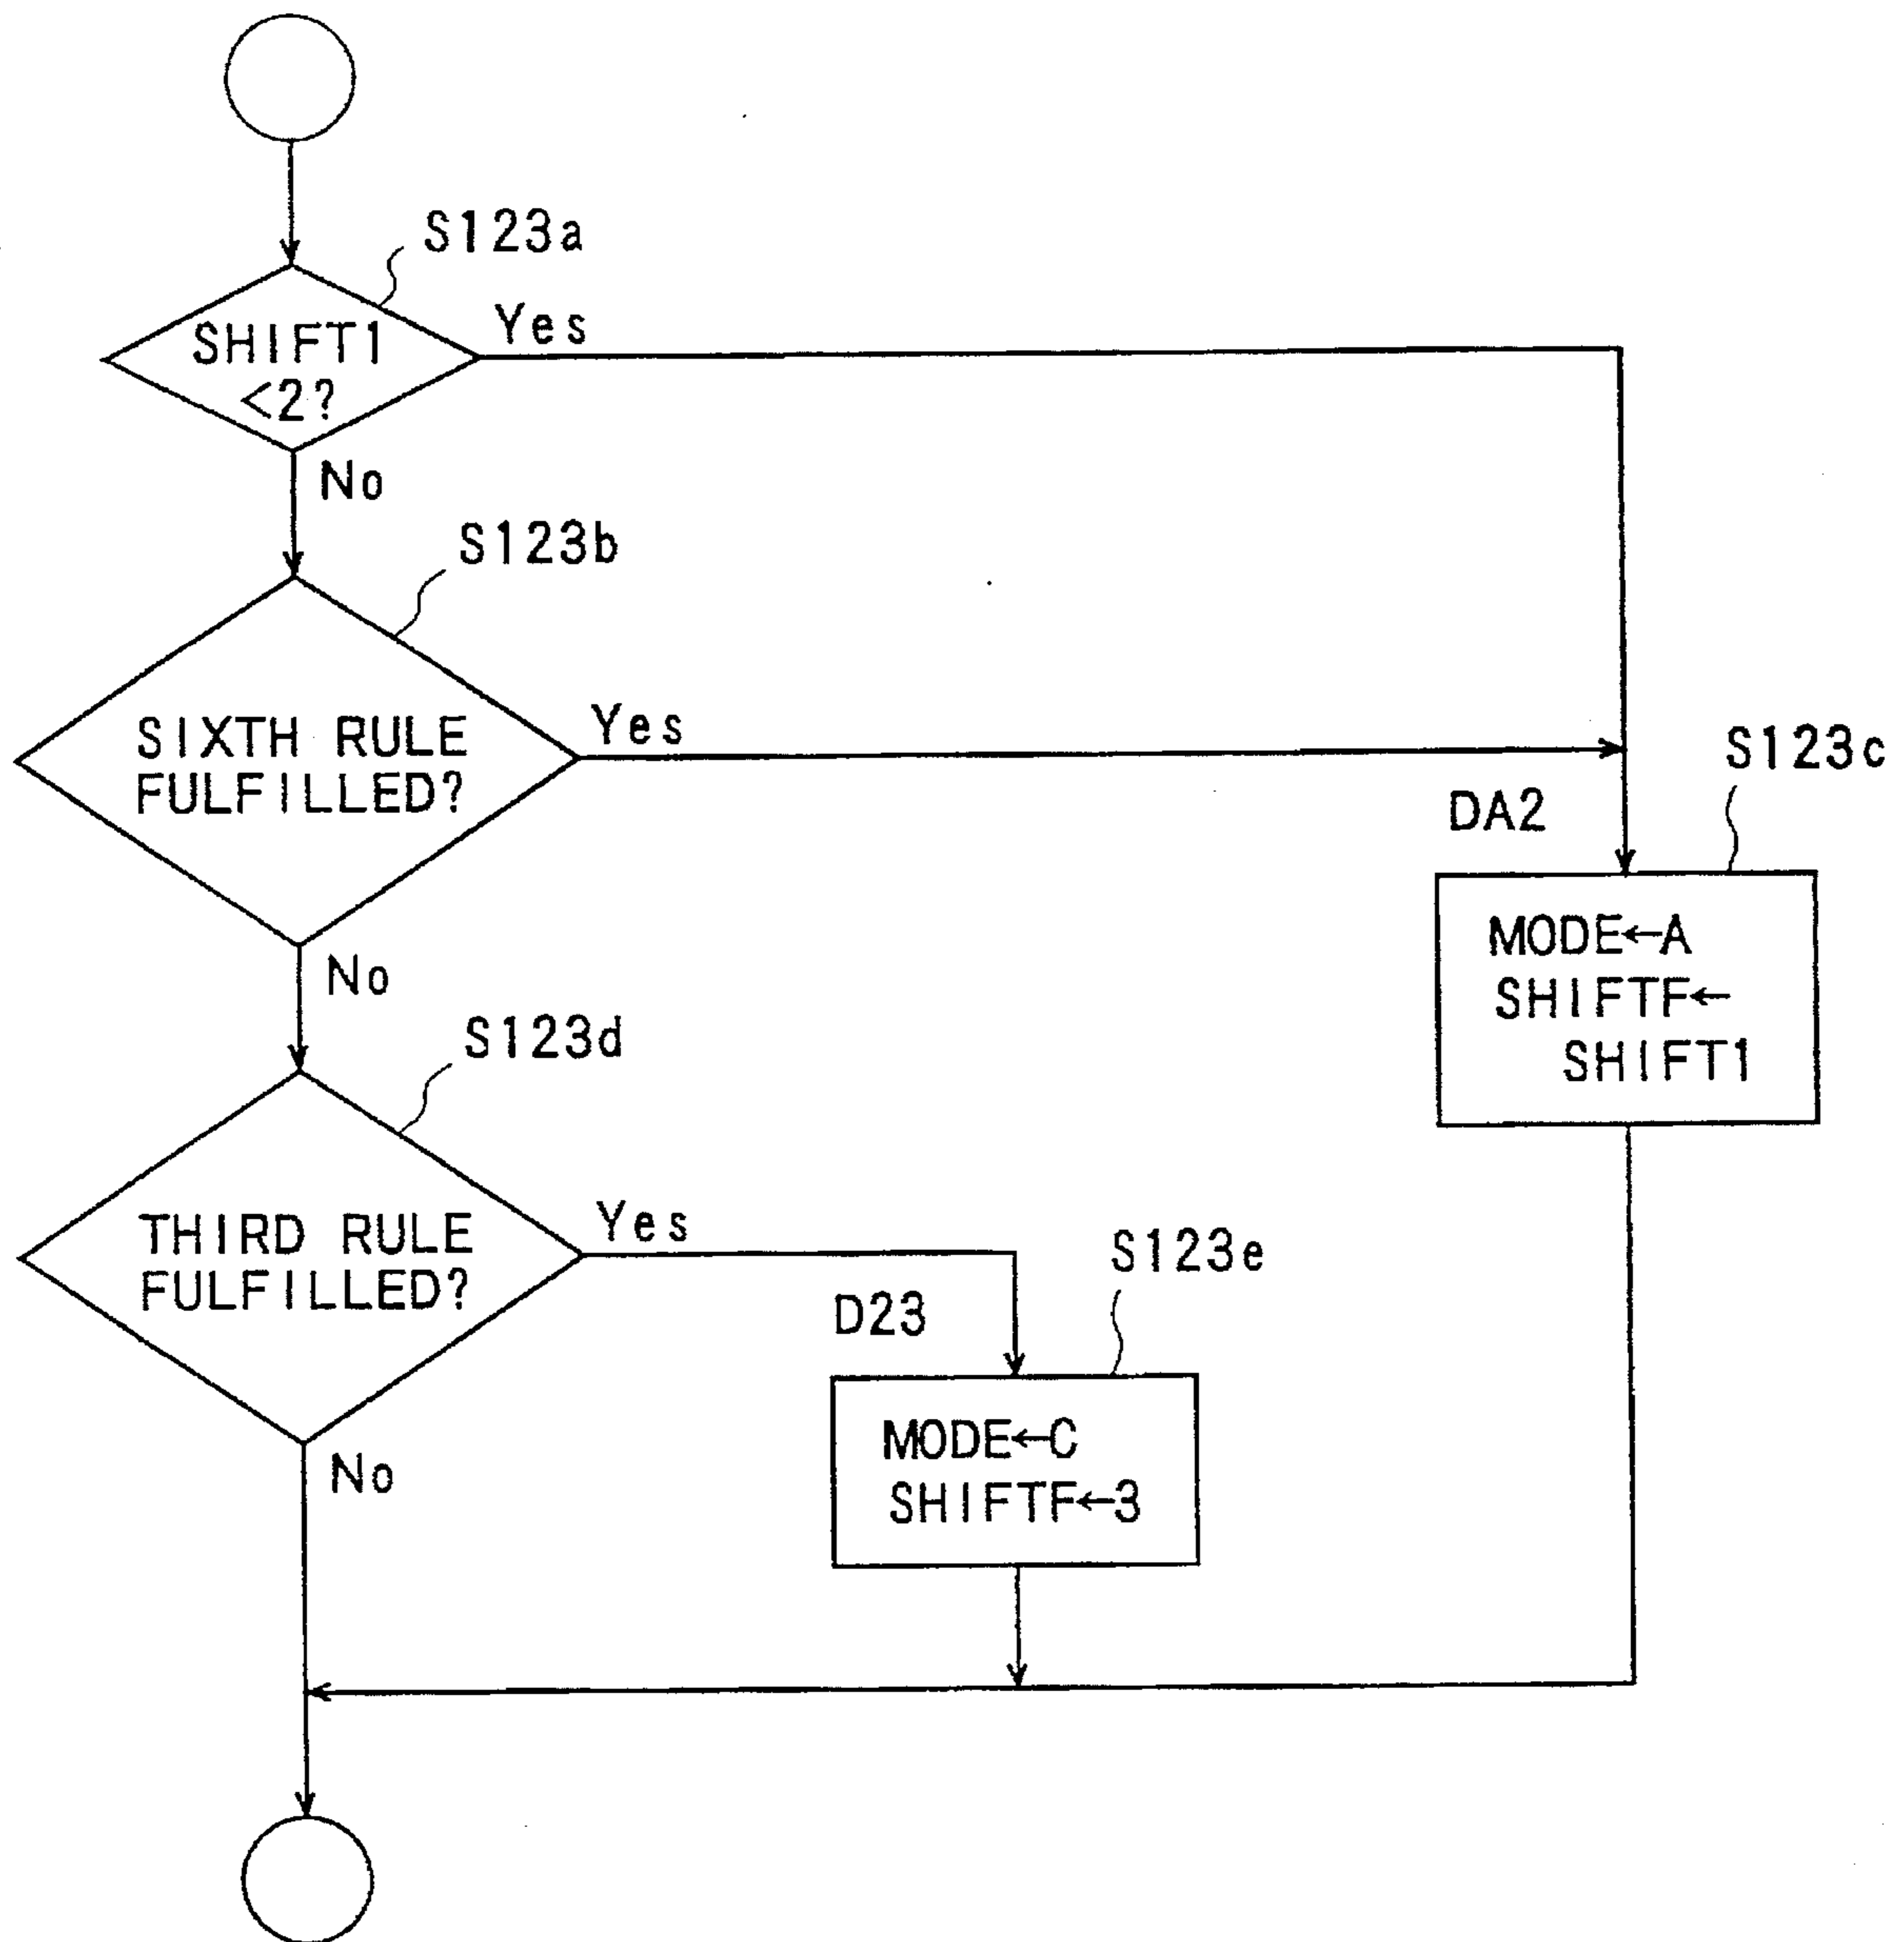 S123a
SHIFT1
<2?
Yes
No
S123b
SIXTH RULE
FULFILLED?
Yes
No
S123c
DA2
MODE←A
SHIFTF←
SHIFT1
S123d
THIRD RULE
FULFILLED?
Yes
No
S123e
D23
MODE←C
SHIFTF←3